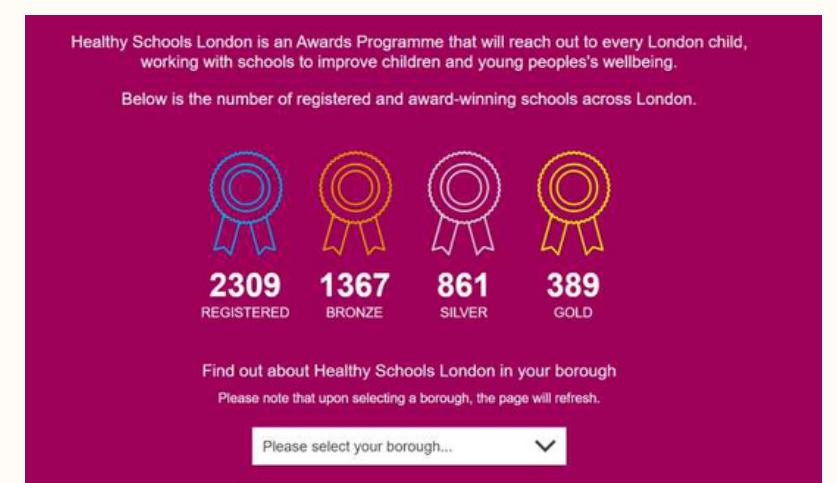 Healthy Schools London is an Awards Programme that will reach out to every London child,
working with schools to improve children and young peoples's wellbeing.
Below is the number of registered and award-winning schools across London.
2309 1367 861 389
REGISTERED BRONZE SILVER GOLD
Find out about Healthy Schools London in your borough
Please note that upon selecting a borough, the page will refresh.
Please select your borough...